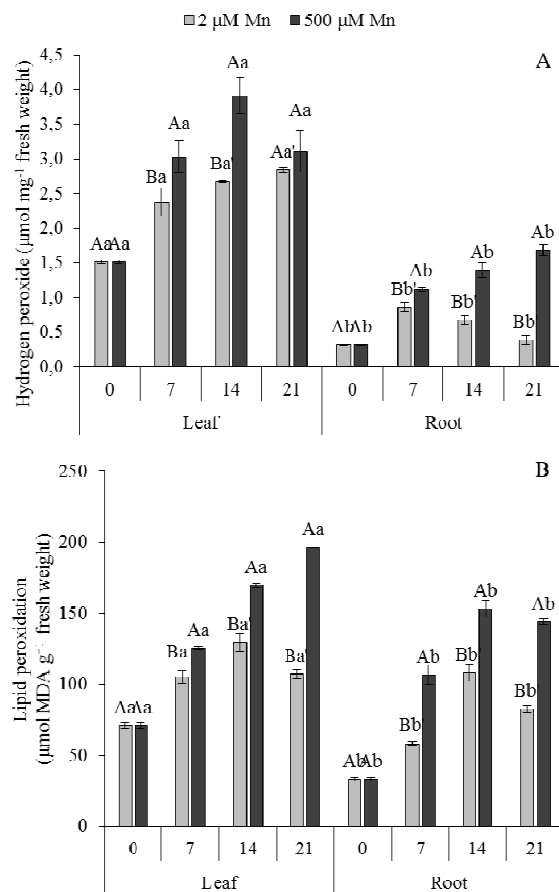 2 µM Mn 500 µM Mn
A
Hydrogen peroxide (µmol mg⁻¹ fresh weight)
4,5
4,0
3,5
3,0
2,5
2,0
1,5
1,0
0,5
0,0
Aa Aa Ba Aa Ba' Aa Aa' Aa Ab Ab Bb' Ab Bb' Ab Bb' Ab
0 7 14 21 0 7 14 21
Leaf Root
B
Lipid peroxidation
(µmol MDA g⁻¹ fresh weight)
250
200
150
100
50
0
Aa Aa Ba Aa Ba' Aa Ba' Aa Ab Ab Bb' Ab Bb' Ab Bb' Ab
0 7 14 21 0 7 14 21
Leaf Root